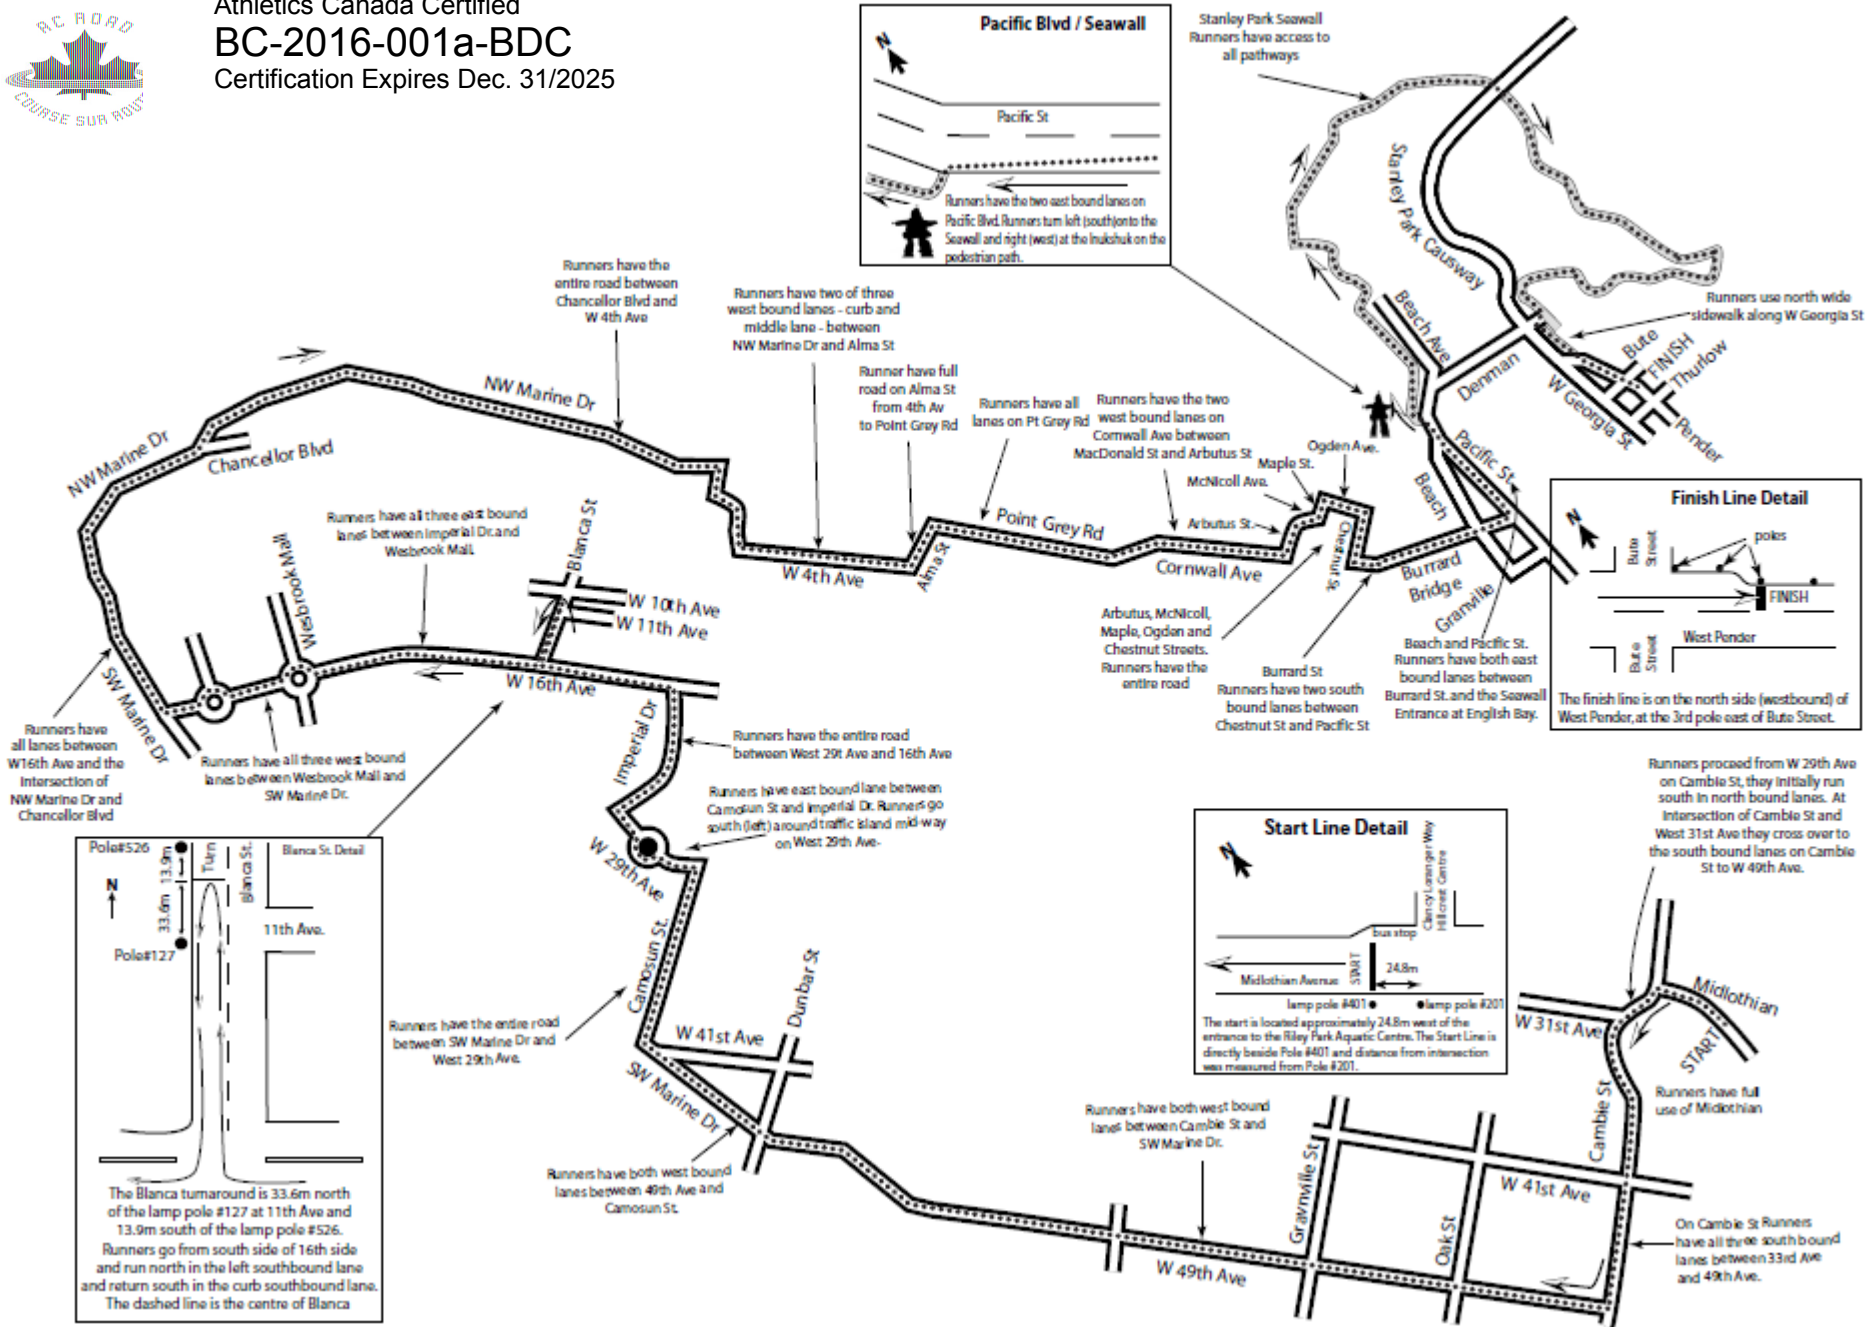 Athletics Canada Certified
BC-2016-001a-BDC
Certification Expires Dec. 31/2025
BC ROAD
COURSE SUR ROUTE
Pacific Blvd / Seawall
N
Pacific St
Runners have the two east bound lanes on
Pacific Blvd. Runners turn left (south)onto the
Seawall and right (west) at the Inukshuk on the
pedestrian path.
Stanley Park Seawall
Runners have access to
all pathways
Stanley Park Causway
Runners use north wide
sidewalk along W Georgia St
Beach Ave
Denman
W Georgia St
Bute
FINISH
Thurlow
Pender
Pacific St.
Beach
Runners have the
entire road between
Chancellor Blvd and
W 4th Ave
Runners have two of three
west bound lanes - curb and
middle lane - between
NW Marine Dr and Alma St
Runner have full
road on Alma St
from 4th Av
to Point Grey Rd
Runners have all
lanes on Pt Grey Rd
Runners have the two
west bound lanes on
Cornwall Ave between
MacDonald St and Arbutus St
Ogden Ave.
Maple St.
McNicoll Ave.
Arbutus St.
Chestnut St.
NW Marine Dr
NW Marine Dr
Chancellor Blvd
Point Grey Rd
W 4th Ave
Alma St
Cornwall Ave
Burrard
Bridge
Granville
Arbutus, McNicoll,
Maple, Ogden and
Chestnut Streets.
Runners have the
entire road
Burrard St
Runners have two south
bound lanes between
Chestnut St and Pacific St
Beach and Pacific St.
Runners have both east
bound lanes between
Burrard St. and the Seawall
Entrance at English Bay.
Finish Line Detail
N
Bute
Street
poles
FINISH
West Pender
Bute
Street
The finish line is on the north side (westbound) of
West Pender, at the 3rd pole east of Bute Street.
Runners have all three east bound
lanes between Imperial Dr. and
Wesbrook Mall.
Wesbrook Mall
Blanca St
W 10th Ave
W 11th Ave
W 16th Ave
SW Marine Dr
Runners have
all lanes between
W16th Ave and the
intersection of
NW Marine Dr and
Chancellor Blvd
Runners have all three west bound
lanes between Wesbrook Mall and
SW Marine Dr.
Imperial Dr
Runners have the entire road
between West 29t Ave and 16th Ave
Runners have east bound lane between
Camosun St and Imperial Dr. Runners go
south (left) around traffic island mid-way
on West 29th Ave-
W 29th Ave
Camosun St.
Runners have the entire road
between SW Marine Dr and
West 29th Ave.
W 41st Ave
Dunbar St
SW Marine Dr
Runners have both west bound
lanes between 49th Ave and
Camosun St.
Pole#526
Blanca St. Detail
N
13.9m
33.6m
Turn
Blanca St.
11th Ave.
Pole#127
The Blanca turnaround is 33.6m north
of the lamp pole #127 at 11th Ave and
13.9m south of the lamp pole #526.
Runners go from south side of 16th side
and run north in the left southbound lane
and return south in the curb southbound lane.
The dashed line is the centre of Blanca
Start Line Detail
N
Clancy Loranger Way
Hillcrest Centre
bus stop
Midlothian Avenue
START
24.8m
lamp pole #401
lamp pole #201
The start is located approximately 24.8m west of the
entrance to the Riley Park Aquatic Centre. The Start Line is
directly beside Pole #401 and distance from intersection
was measured from Pole #201.
Runners proceed from W 29th Ave
on Cambie St, they initially run
south in north bound lanes. At
intersection of Cambie St and
West 31st Ave they cross over to
the south bound lanes on Cambie
St to W 49th Ave.
Midlothian
START
W 31st Ave
Runners have full
use of Midlothian
Cambie St
Runners have both west bound
lanes between Cambie St and
SW Marine Dr.
Granville St
Oak St
W 41st Ave
W 49th Ave
On Cambie St Runners
have all three south bound
lanes between 33rd Ave
and 49th Ave.